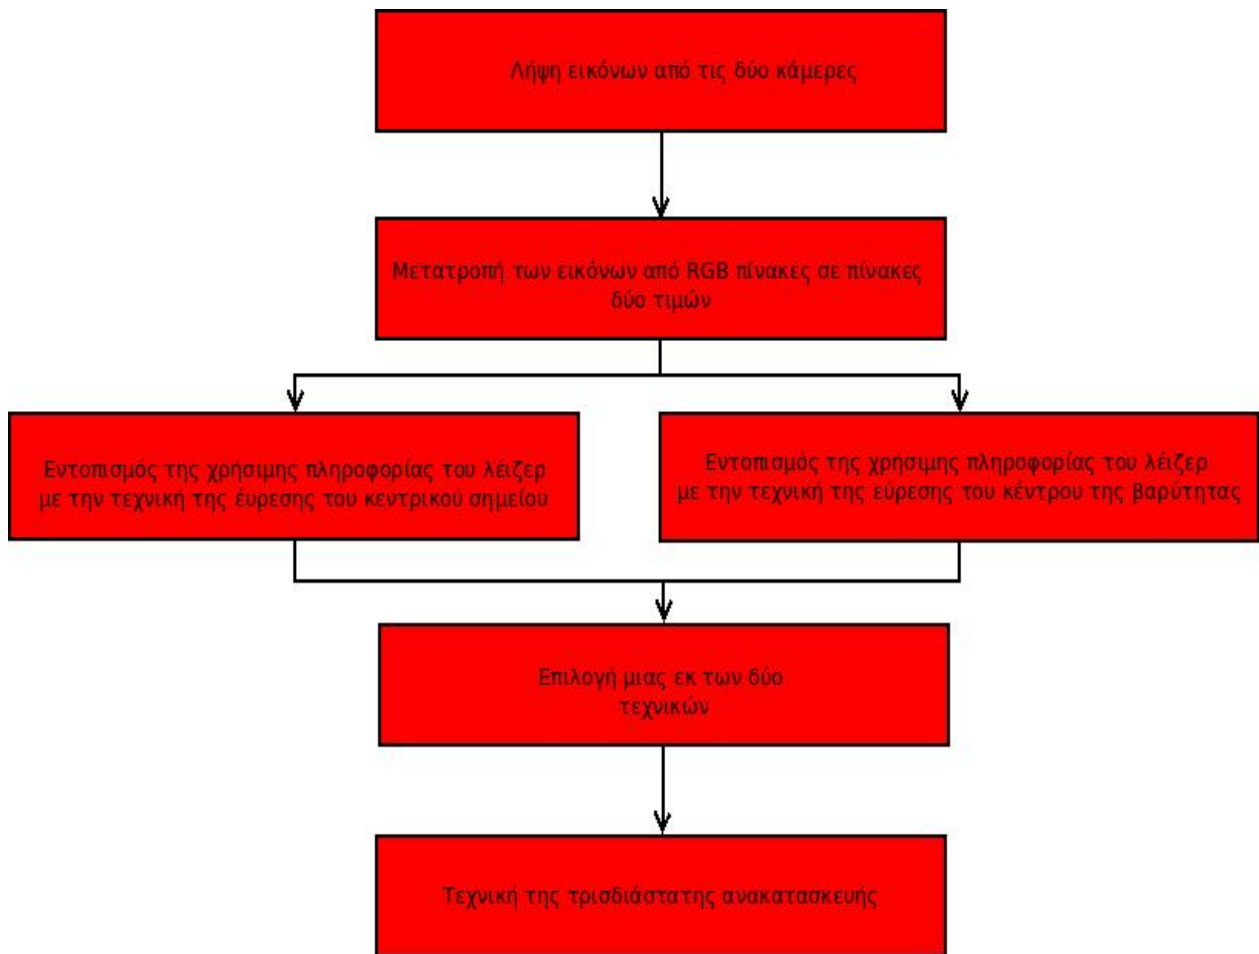 Λήψη εικόνων από τις δύο κάμερες
Μετατροπή των εικόνων από RGB πίνακες σε πίνακες
δύο τιμών
Εντοπισμός της χρήσιμης πληροφορίας του λέιζερ
με την τεχνική της έυρεσης του κεντρικού σημείου
Εντοπισμός της χρήσιμης πληροφορίας του λέιζερ
με την τεχνική της εύρεσης του κέντρου της βαρύτητας
Επιλογή μιας εκ των δύο
τεχνικών
Τεχνική της τρισδιάστατης ανακατασκευής